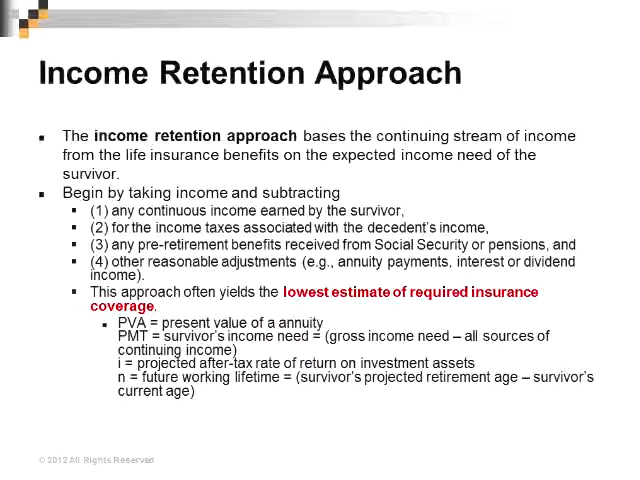 Income Retention Approach
The income retention approach bases the continuing stream of income
from the life insurance benefits on the expected income need of the
survivor.
Begin by taking income and subtracting
(1) any continuous income earned by the survivor,
(2) for the income taxes associated with the decedent's income,
(3) any pre-retirement benefits received from Social Security or pensions, and
(4) other reasonable adjustments (e.g., annuity payments, interest or dividend
income).
This approach often yields the lowest estimate of required insurance
coverage.
PVA = present value of a annuity
PMT = survivor's income need = (gross income need – all sources of
continuing income)
i = projected after-tax rate of return on investment assets
n = future working lifetime = (survivor's projected retirement age – survivor's
current age)
© 2012 All Rights Reserved